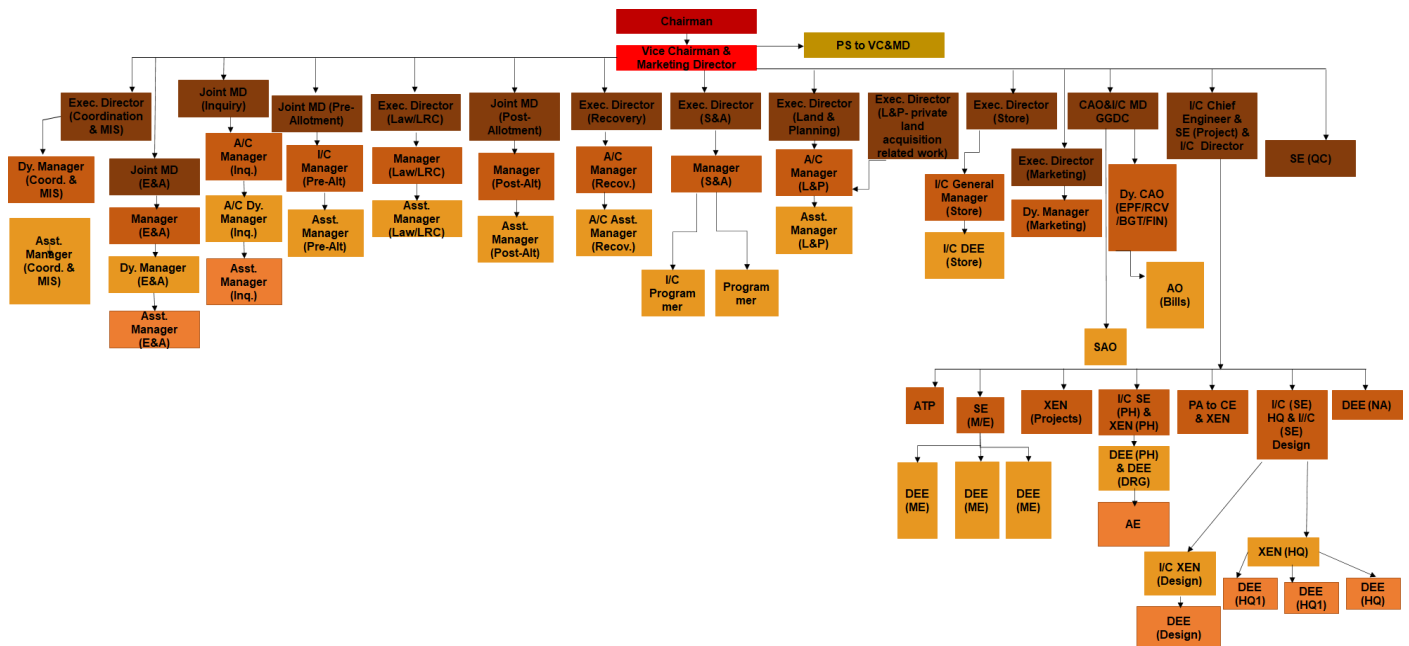 Chairman
Vice Chairman &
Marketing Director
PS to VC&MD
Exec. Director
(Coordination
& MIS)
Dy. Manager
(Coord. &
MIS)
Asst.
Manager
(Coord. &
MIS)
Joint MD
(E&A)
Manager
(E&A)
Dy. Manager
(E&A)
Asst.
Manager
(E&A)
Joint MD
(Inquiry)
A/C
Manager
(Inq.)
A/C Dy.
Manager
(Inq.)
Asst.
Manager
(Inq.)
Joint MD (Pre-
Allotment)
I/C
Manager
(Pre-Alt)
Asst.
Manager
(Pre-Alt)
Exec. Director
(Law/LRC)
Manager
(Law/LRC)
Asst.
Manager
(Law/LRC)
Joint MD
(Post-
Allotment)
Manager
(Post-Alt)
Asst.
Manager
(Post-Alt)
Exec. Director
(Recovery)
A/C
Manager
(Recov.)
A/C Asst.
Manager
(Recov.)
Exec. Director
(S&A)
Manager
(S&A)
I/C
Program
mer
Program
mer
Exec. Director
(Land &
Planning)
A/C
Manager
(L&P)
Asst.
Manager
(L&P)
Exec. Director
(L&P- private
land
acquisition
related work)
Exec. Director
(Store)
I/C General
Manager
(Store)
I/C DEE
(Store)
Exec. Director
(Marketing)
Dy. Manager
(Marketing)
CAO&I/C MD
GGDC
Dy. CAO
(EPF/RCV
/BGT/FIN)
AO
(Bills)
SAO
I/C Chief
Engineer &
SE (Project) &
I/C Director
SE (QC)
ATP
SE
(M/E)
DEE
(ME)
DEE
(ME)
DEE
(ME)
XEN
(Projects)
I/C SE
(PH) &
XEN (PH)
DEE (PH)
& DEE
(DRG)
AE
PA to CE
& XEN
I/C (SE)
HQ & I//C
(SE)
Design
I/C XEN
(Design)
DEE
(Design)
XEN (HQ)
DEE
(HQ1)
DEE
(HQ1)
DEE
(HQ)
DEE (NA)